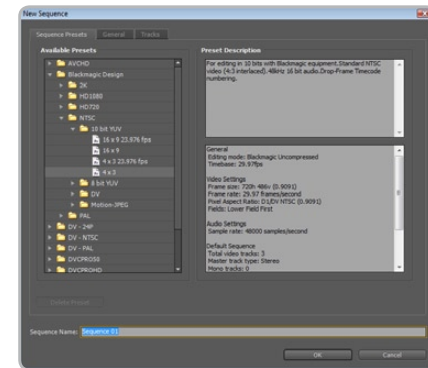 New Sequence
Sequence Presets
General
Tracks
Available Presets
AVCHD
Blackmagic Design
2K
HD1080
HD720
NTSC
10 bit YUV
16 x 9 23.976 fps
16 x 9
4 x 3 23.976 fps
4 x 3
8 bit YUV
DV
Motion-JPEG
PAL
DV - 24P
DV - NTSC
DV - PAL
DVCPRO50
DVCPROHD
Delete Preset
Preset Description
For editing in 10 bits with Blackmagic equipment.Standard NTSC
video (4:3 interlaced).48kHz 16 bit audio.Drop-Frame Timecode
numbering.
General
Editing mode: Blackmagic Uncompressed
Timebase: 29.97fps
Video Settings
Frame size: 720h 486v (0.9091)
Frame rate: 29.97 frames/second
Pixel Aspect Ratio: D1/DV NTSC (0.9091)
Fields: Lower Field First
Audio Settings
Sample rate: 48000 samples/second
Default Sequence
Total video tracks: 3
Master track type: Stereo
Mono tracks: 0
Sequence Name: Sequence 01
OK
Cancel